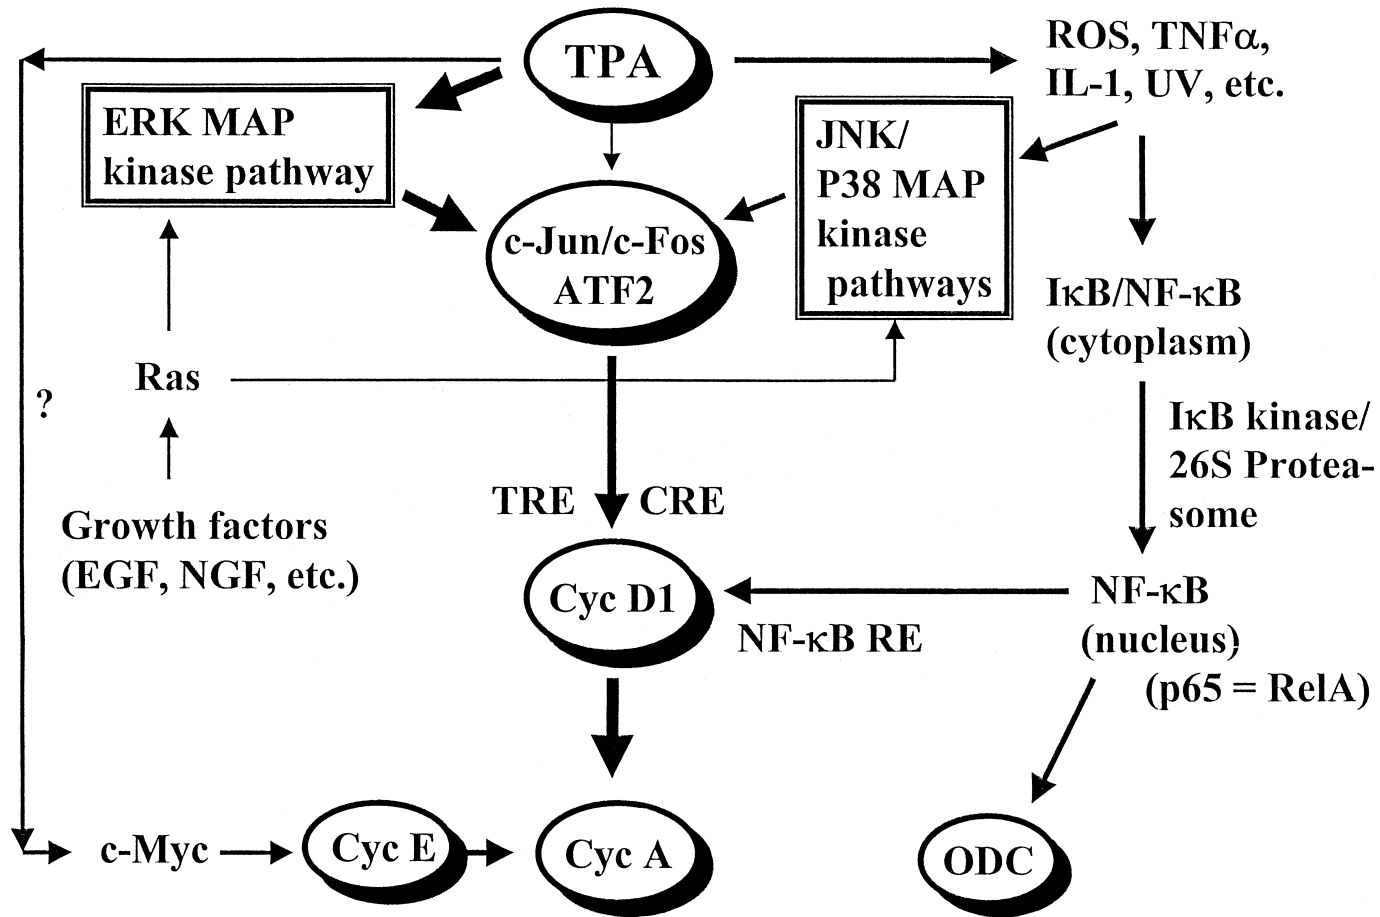 TPA
ROS, TNFα,
IL-1, UV, etc.
ERK MAP
kinase pathway
JNK/
P38 MAP
kinase
pathways
c-Jun/c-Fos
ATF2
IκB/NF-κB
(cytoplasm)
Ras
?
IκB kinase/
26S Protea-
some
TRE
CRE
Growth factors
(EGF, NGF, etc.)
Cyc D1
NF-κB
(nucleus)
(p65 = RelA)
NF-κB RE
c-Myc
Cyc E
Cyc A
ODC